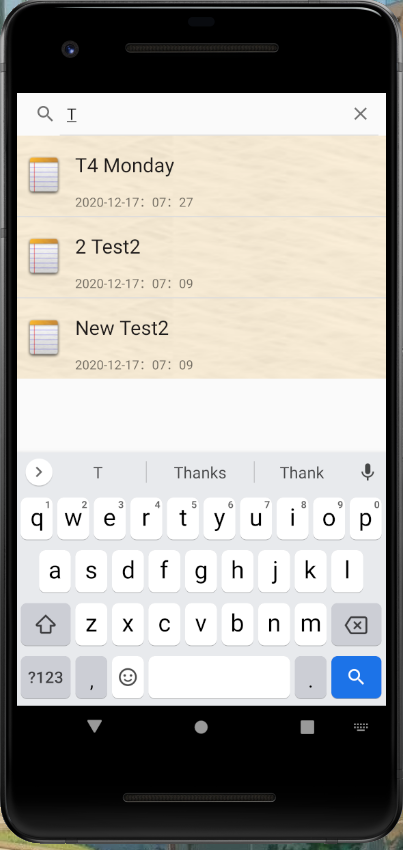 T
T4 Monday
2020-12-17: 07: 27
2 Test2
2020-12-17: 07: 09
New Test2
2020-12-17: 07: 09
T Thanks Thank
q1 w2 e3 r4 t5 y6 u7 i8 o9 p0
a s d f g h j k l
z x c v b n m
?123 , .